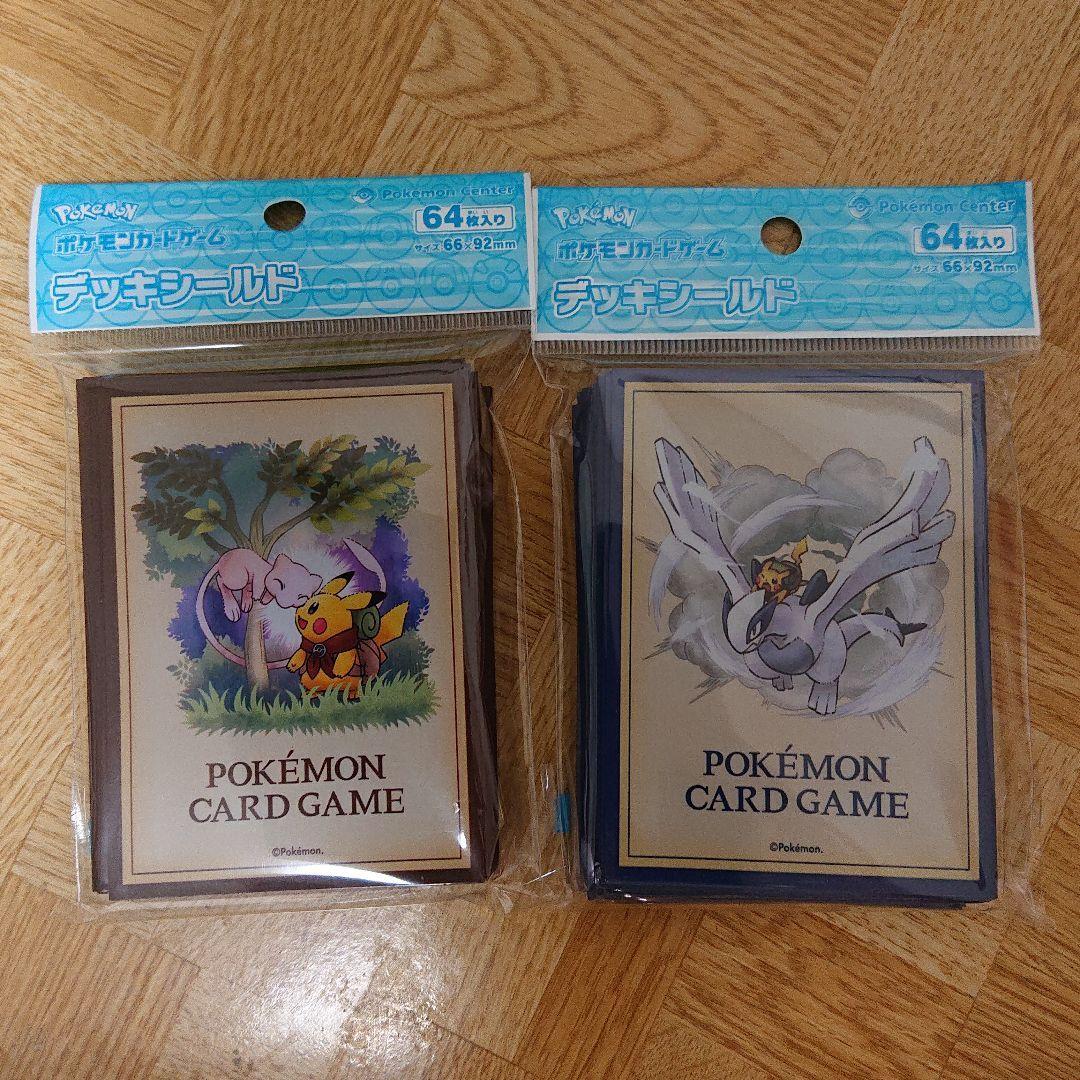 Pokémon
Pokémon Center
ポケモンカードゲーム
64枚入り
サイズ 66×92mm
デッキシールド
POKÉMON
CARD GAME
©Pokémon.
Pokémon
Pokémon Center
ポケモンカードゲーム
64枚入り
サイズ 66×92mm
デッキシールド
POKÉMON
CARD GAME
©Pokémon.